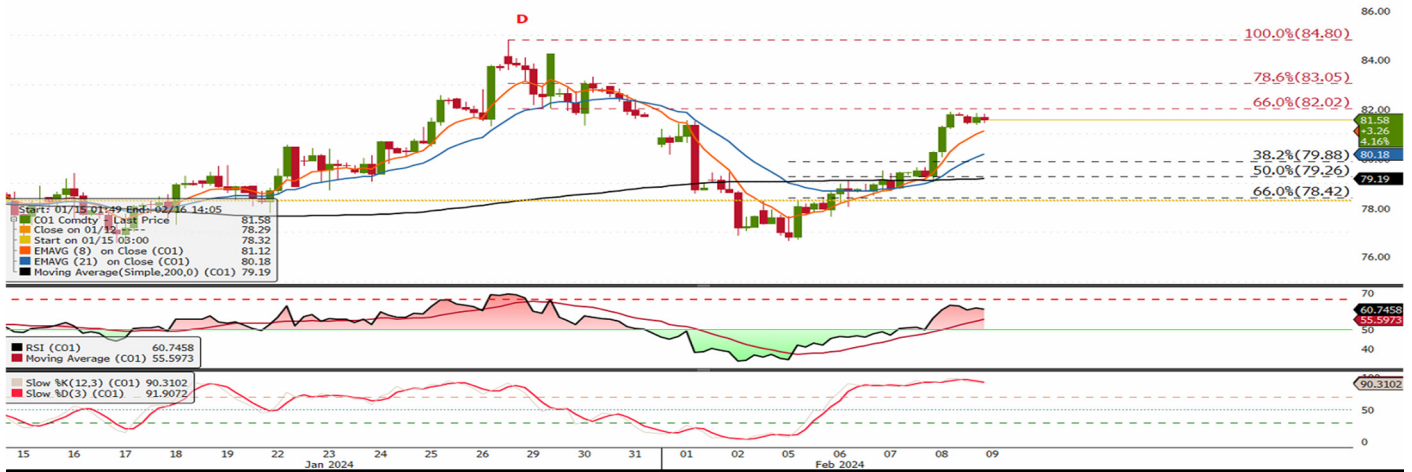 D
86.00
84.00
82.00
78.00
76.00
100.0%(84.80)
78.6%(83.05)
66.0%(82.02)
38.2%(79.88)
50.0%(79.26)
66.0%(78.42)
81.58
+3.26
4.16%
80.18
79.19
Start: 01/15 01:49 End: 02/16 14:05
CO1 Comdty - Last Price 81.58
Close on 01/12 ---- 78.29
Start on 01/15 03:00 78.32
EMAVG (8) on Close (CO1) 81.12
EMAVG (21) on Close (CO1) 80.18
Moving Average(Simple,200,0) (CO1) 79.19
70
60.7458
55.5973
50
40
RSI (CO1) 60.7458
Moving Average (CO1) 55.5973
Slow %K(12,3) (CO1) 90.3102
Slow %D(3) (CO1) 91.9072
90.3102
50
0
15 16 17 18 19 22 23 24 25 26 29 30 31 01 02 05 06 07 08 09
Jan 2024 Feb 2024